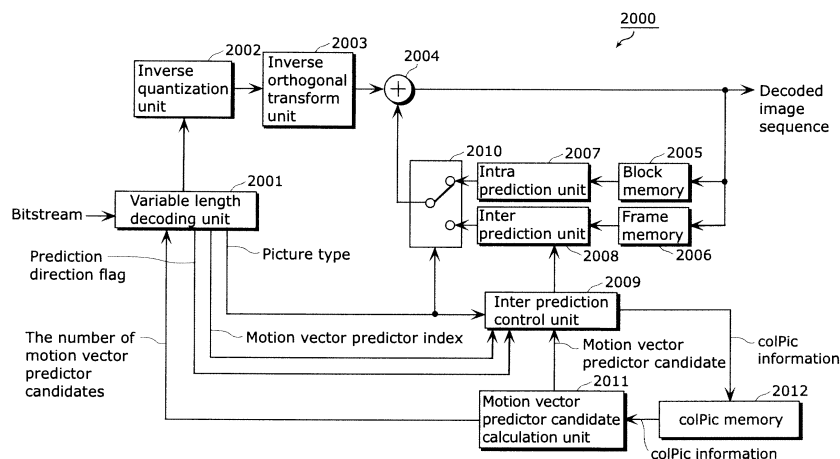 2000
2002
2003
2004
Inverse
quantization
unit
Inverse
orthogonal
transform
unit
Decoded
image
sequence
2010
2007
2005
Intra
prediction unit
Block
memory
2001
Variable length
decoding unit
Bitstream
Inter
prediction unit
Frame
memory
2008
2006
Prediction
direction flag
Picture type
2009
Inter prediction
control unit
The number of
motion vector
predictor
candidates
Motion vector predictor index
Motion vector
predictor candidate
colPic
information
2011
2012
Motion vector
predictor candidate
calculation unit
colPic memory
colPic information